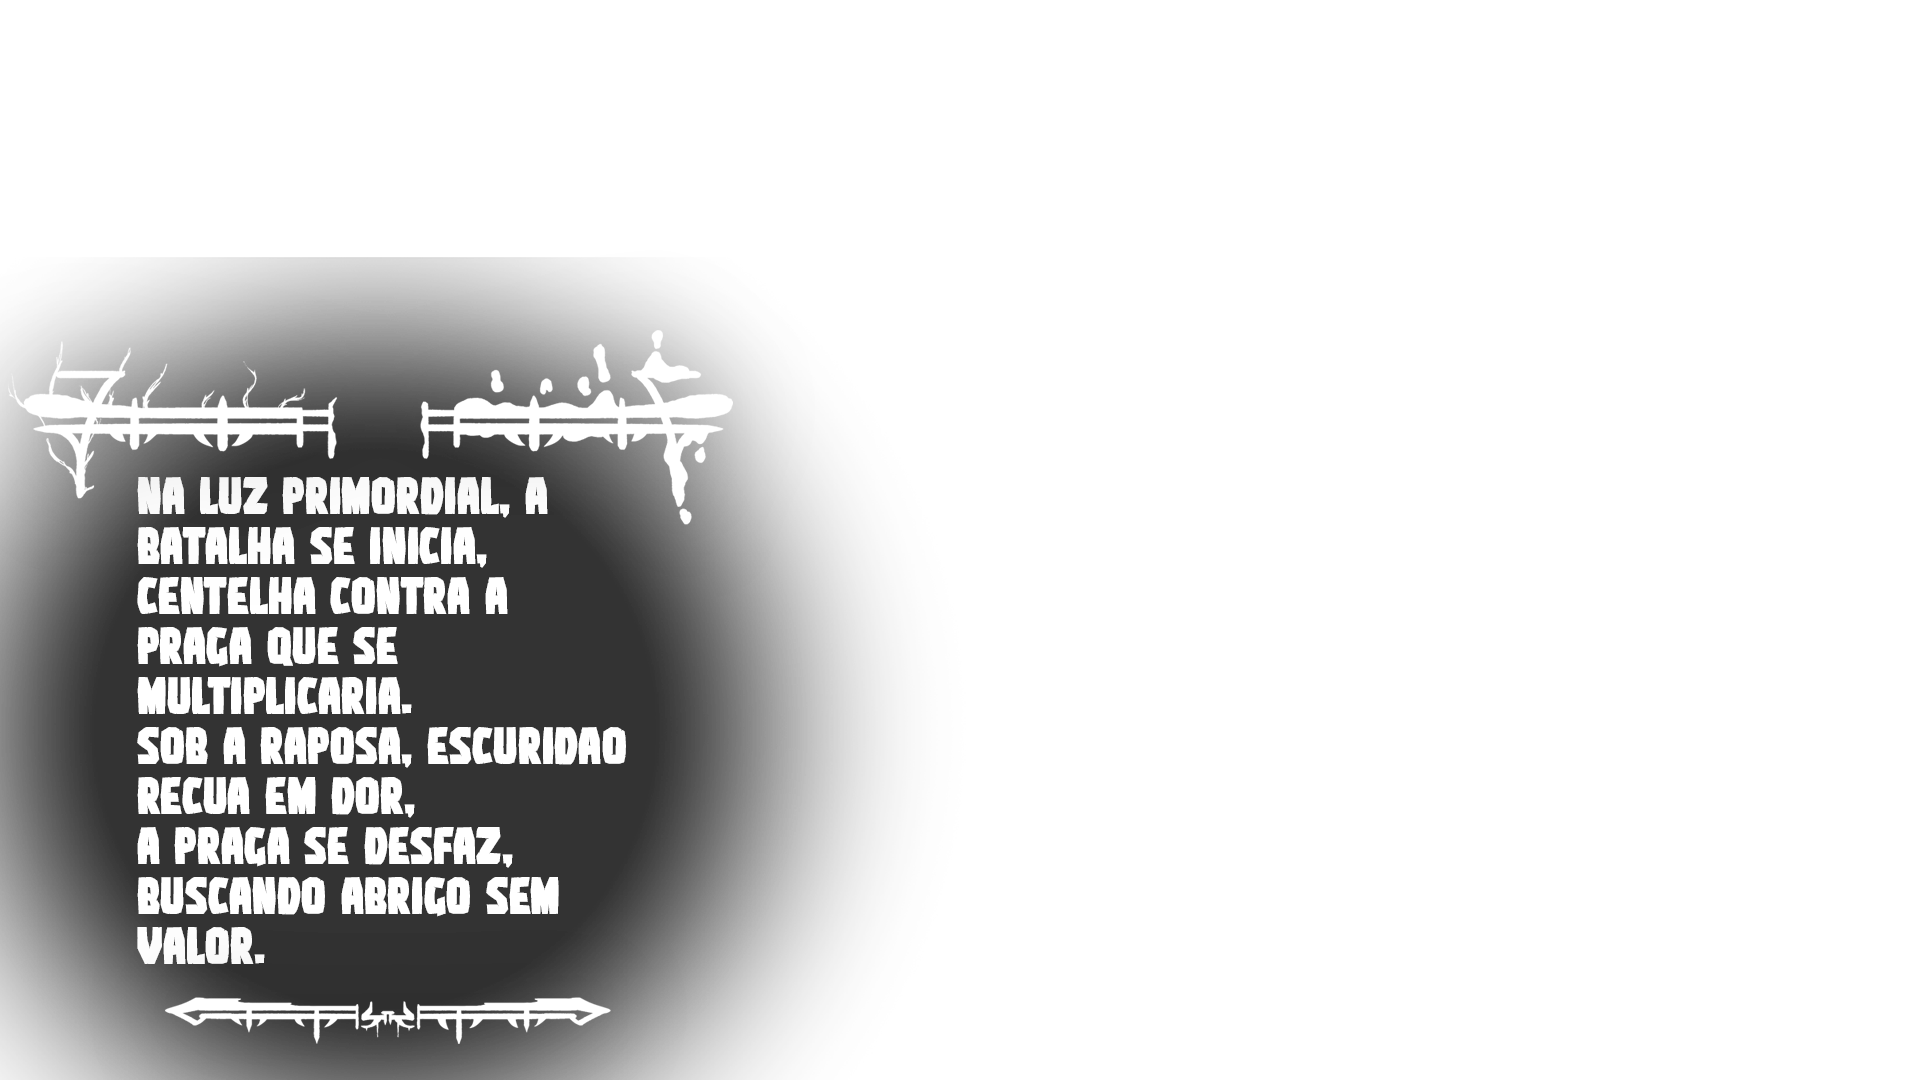 NA LUZ PRIMORDIAL, A
BATALHA SE INICIA,
CENTELHA CONTRA A
PRAGA QUE SE
MULTIPLICARIA.
SOB A RAPOSA, ESCURIDAO
RECUA EM DOR,
A PRAGA SE DESFAZ,
BUSCANDO ABRIGO SEM
VALOR.